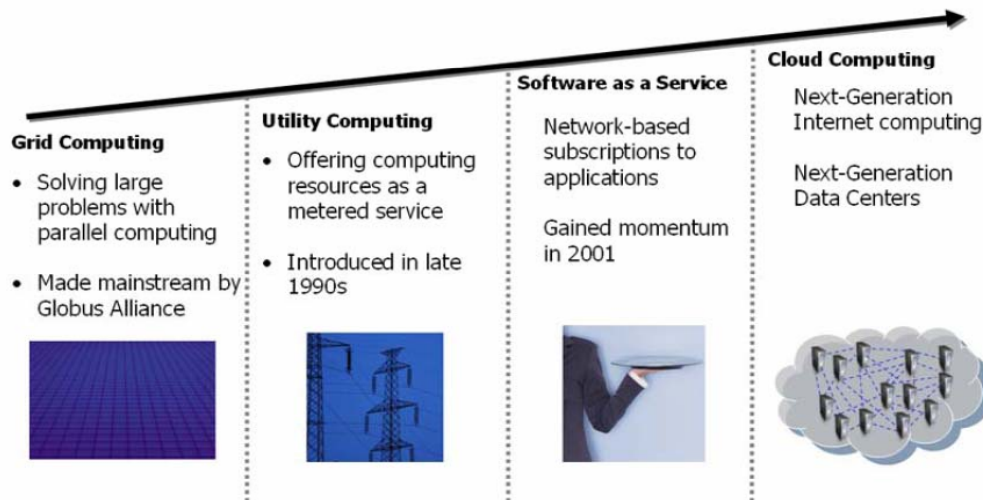 Grid Computing
• Solving large
problems with
parallel computing
• Made mainstream by
Globus Alliance
Utility Computing
• Offering computing
resources as a
metered service
• Introduced in late
1990s
Software as a Service
Network-based
subscriptions to
applications
Gained momentum
in 2001
Cloud Computing
Next-Generation
Internet computing
Next-Generation
Data Centers